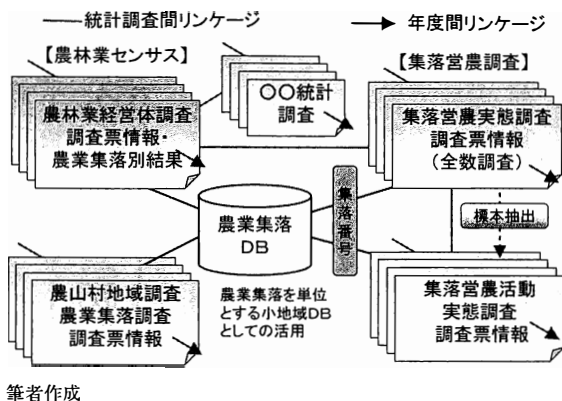 統計調査間リンケージ
年度間リンケージ
【農林業センサス】
【集落営農調査】
〇〇統計
調査
農林業経営体調査
調査票情報・
農業集落別結果
集落営農実態調査
調査票情報
(全数調査)
農業集落
DB
集落番号
標本抽出
農山村地域調査
農業集落調査
調査票情報
農業集落を単位
とする小地域DB
としての活用
集落営農活動
実態調査
調査票情報
筆者作成